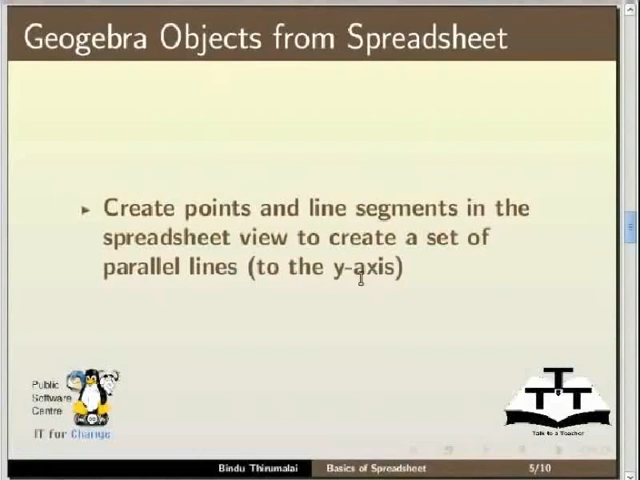 Geogebra Objects from Spreadsheet
Create points and line segments in the
spreadsheet view to create a set of
parallel lines (to the y-axis)
Public
Software
Centre
IT for Change
TTT
Talk to a Teacher
Bindu Thirumalai Basics of Spreadsheet 5/10